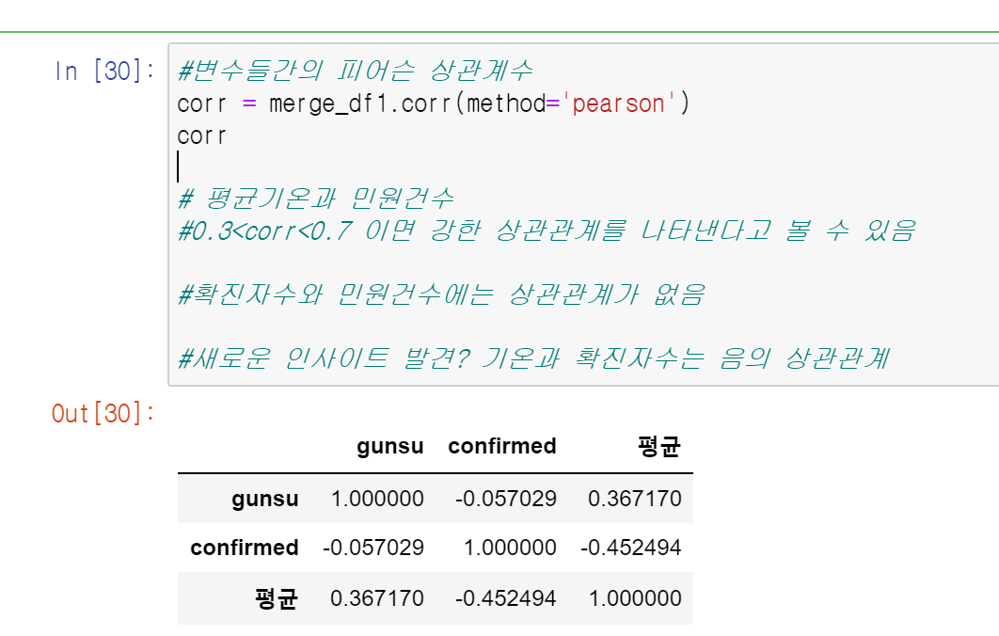 In [30]:
#변수들간의 피어슨 상관계수
corr = merge_df1.corr(method='pearson')
corr
# 평균기온과 민원건수
#0.3<corr<0.7 이면 강한 상관관계를 나타낸다고 볼 수 있음
#확진자수와 민원건수에는 상관관계가 없음
#새로운 인사이트 발견? 기온과 확진자수는 음의 상관관계
Out[30]:
gunsu confirmed 평균
gunsu 1.000000 -0.057029 0.367170
confirmed -0.057029 1.000000 -0.452494
평균 0.367170 -0.452494 1.000000